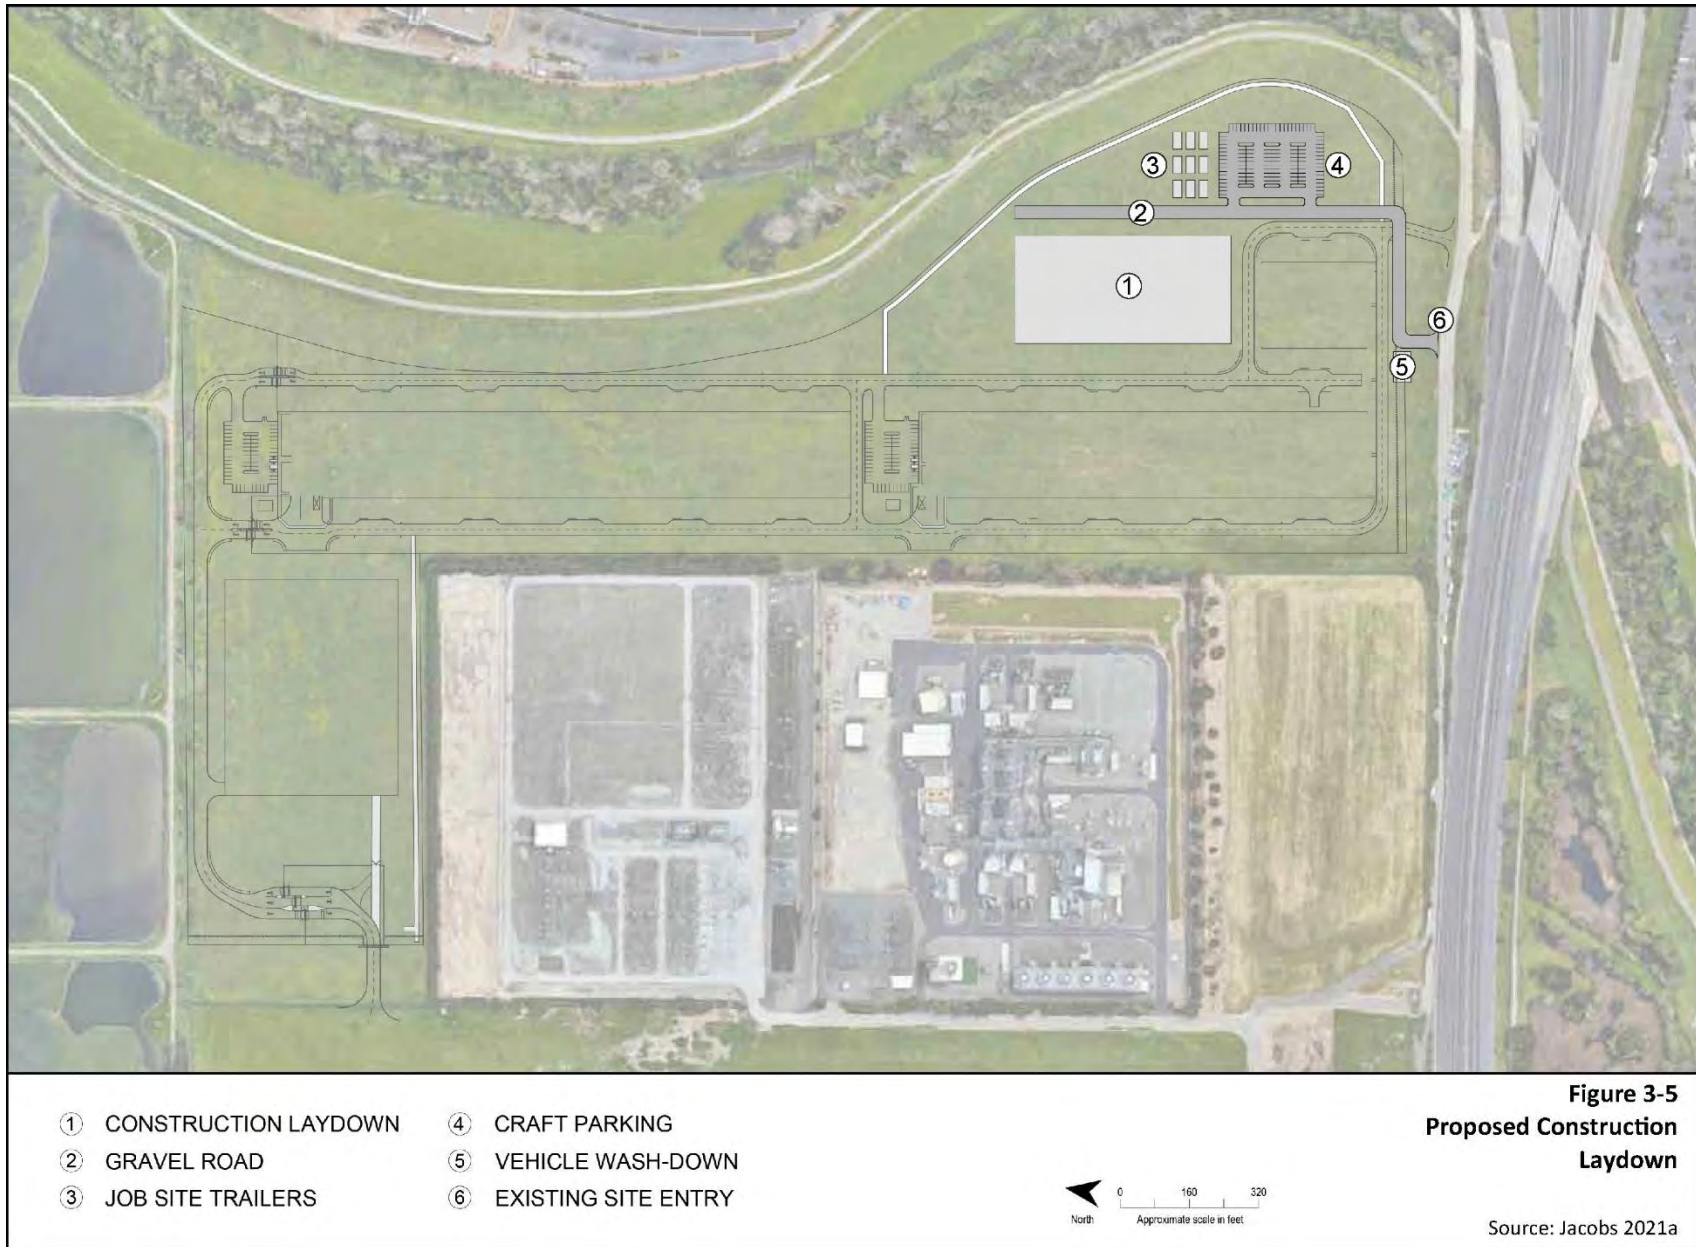 ③
④
②
①
⑥
⑤
① CONSTRUCTION LAYDOWN
② GRAVEL ROAD
③ JOB SITE TRAILERS
④ CRAFT PARKING
⑤ VEHICLE WASH-DOWN
⑥ EXISTING SITE ENTRY
North
0 160 320
Approximate scale in feet
Figure 3-5
Proposed Construction
Laydown
Source: Jacobs 2021a